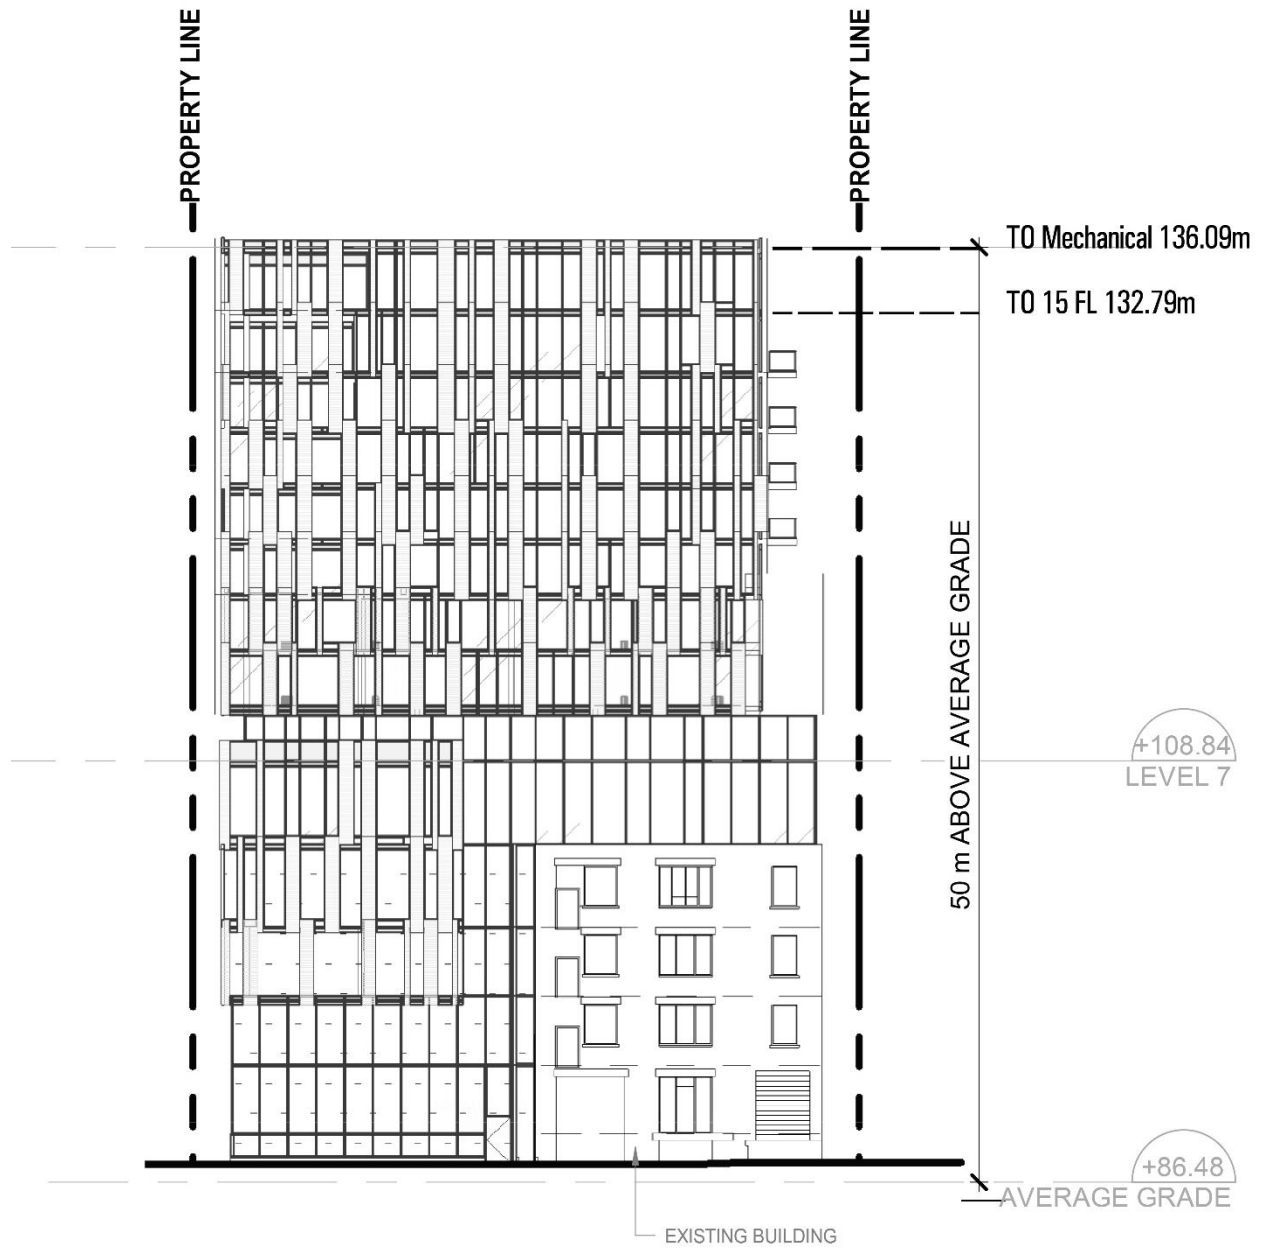 PROPERTY LINE
PROPERTY LINE
TO Mechanical 136.09m
TO 15 FL 132.79m
50 m ABOVE AVERAGE GRADE
+108.84
LEVEL 7
+86.48
AVERAGE GRADE
EXISTING BUILDING